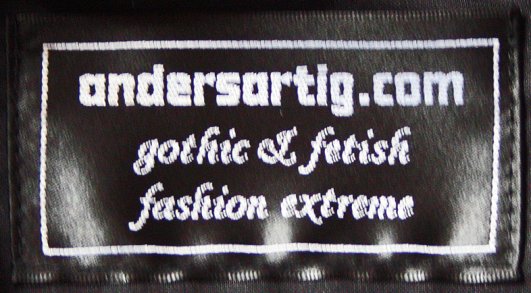 andersartig.com
gothic & fetish
fashion extreme